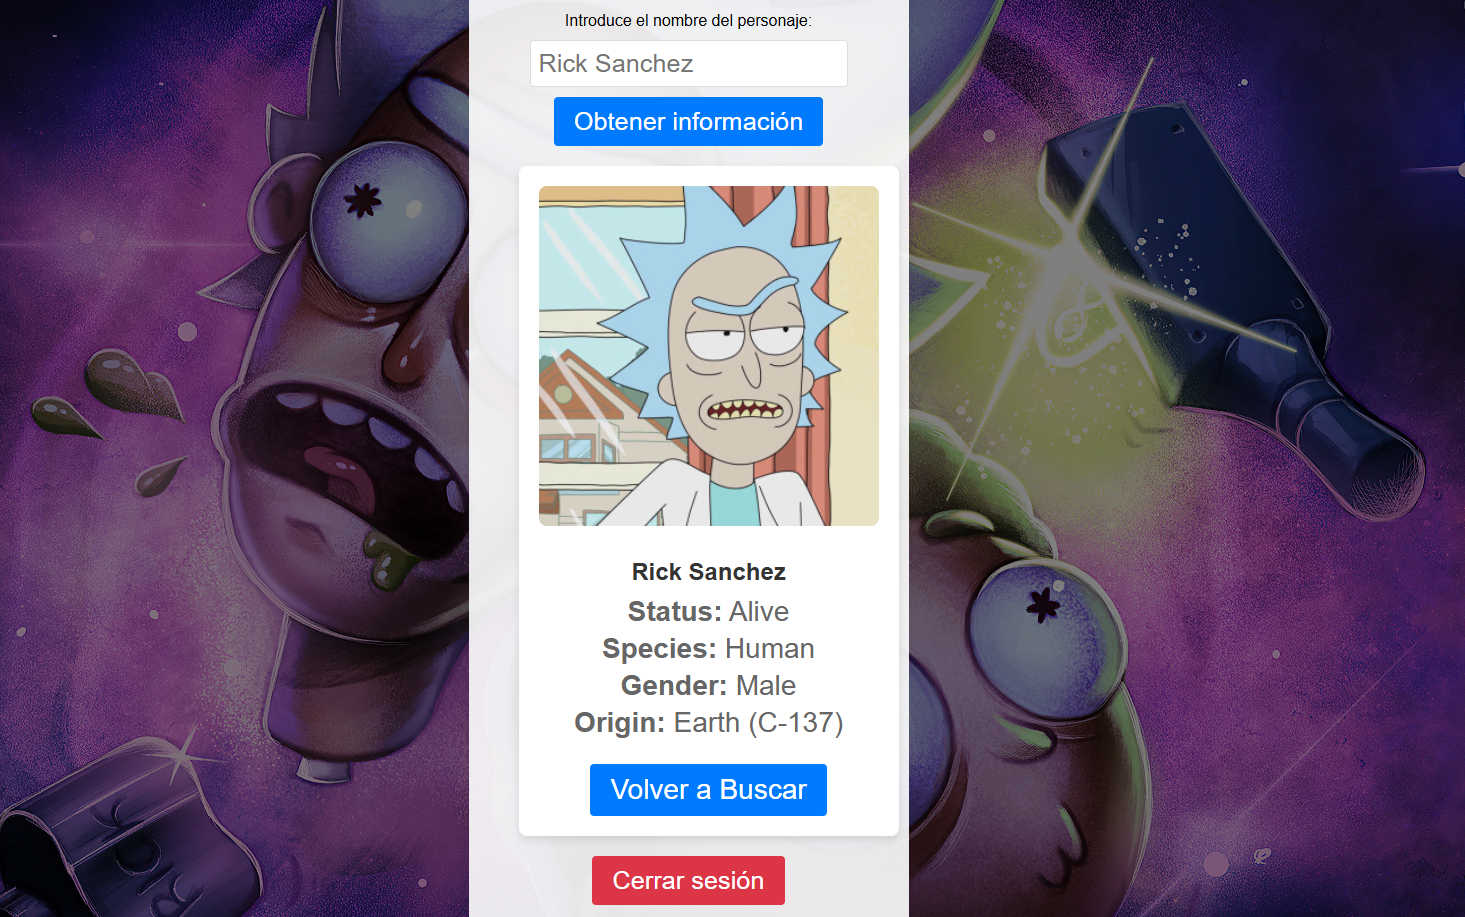 Introduce el nombre del personaje:
Rick Sanchez
Obtener información
Rick Sanchez
Status: Alive
Species: Human
Gender: Male
Origin: Earth (C-137)
Volver a Buscar
Cerrar sesión